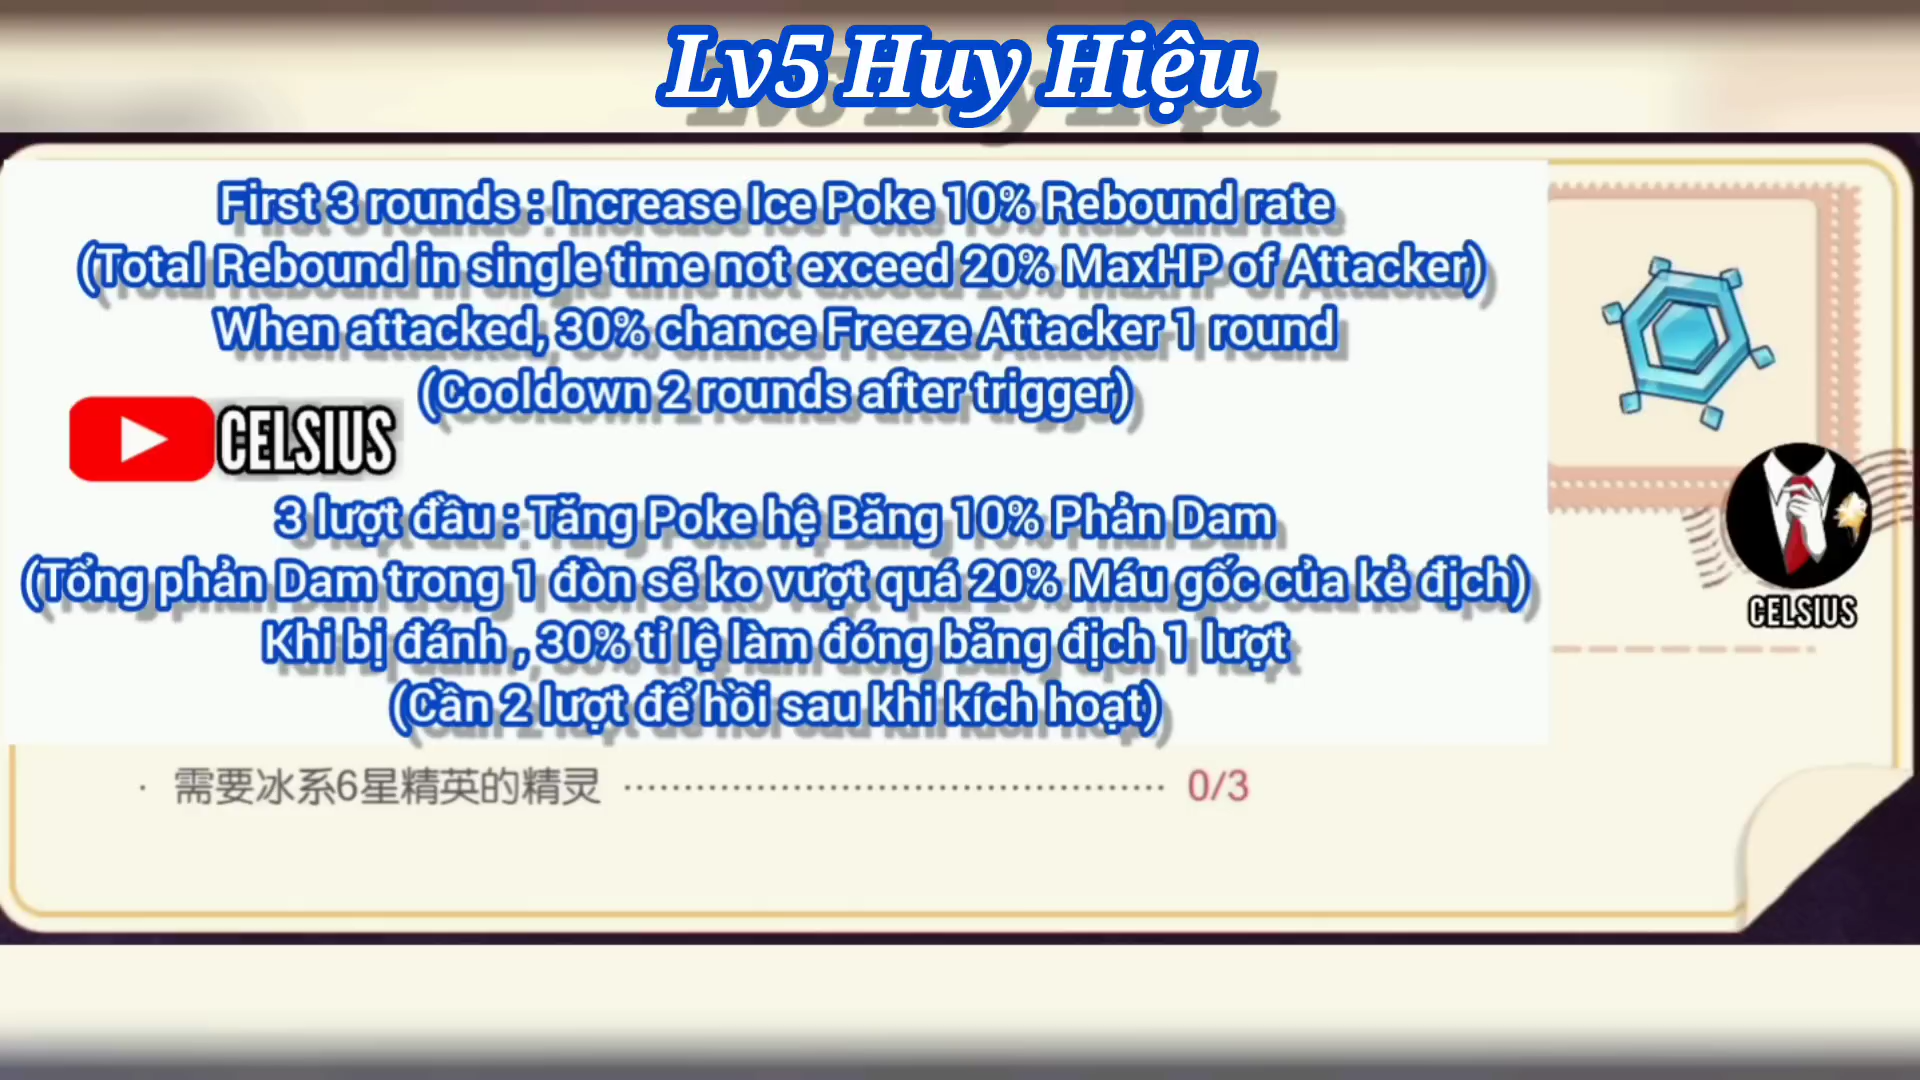 Lv5 Huy Hiệu
First 3 rounds : Increase Ice Poke 10% Rebound rate
(Total Rebound in single time not exceed 20% MaxHP of Attacker)
When attacked, 30% chance Freeze Attacker 1 round
(Cooldown 2 rounds after trigger)
CELSIUS
3 lượt đầu : Tăng Poke hệ Băng 10% Phản Dam
(Tổng phản Dam trong 1 đòn sẽ ko vượt quá 20% Máu gốc của kẻ địch)
CELSIUS
Khi bị đánh , 30% tỉ lệ làm đóng băng địch 1 lượt
(Cần 2 lượt để hồi sau khi kích hoạt)
· 需要冰系6星精英的精灵 ........................................ 0/3